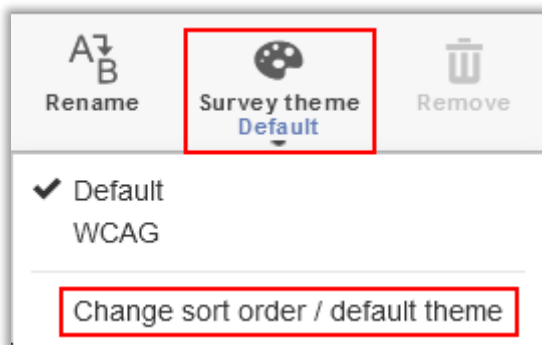 A
B
Rename
Survey theme
Remove
Default
Default
WCAG
Change sort order / default theme